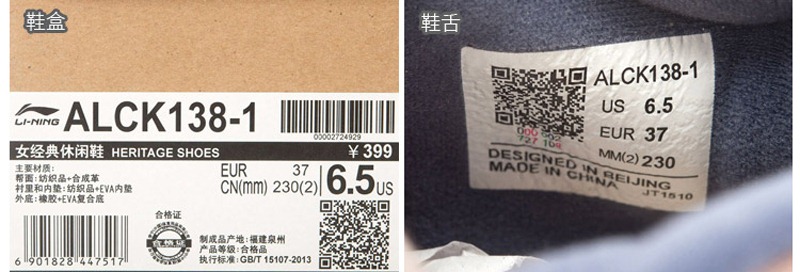 鞋盒
LI-NING
ALCK138-1
00002724929
女经典休闲鞋 HERITAGE SHOES
¥ 399
主要材质:
帮面: 纺织品+合成革
衬里和内垫: 纺织品+EVA内垫
外底: 橡胶+EVA复合底
EUR 37
CN(mm) 230(2)
6.5US
合格证
制成品产地: 福建泉州
产品等级: 合格品
执行标准: GB/T 15107-2013
6 901828 447517
鞋舌
ALCK138-1
US 6.5
EUR 37
MM(2) 230
DESIGNED IN BEIJING
MADE IN CHINA
JT1510